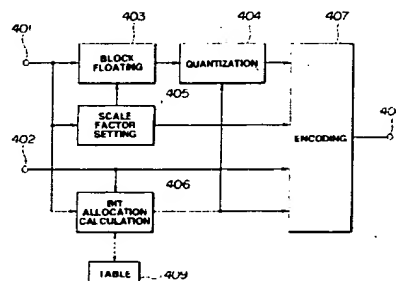 401
403
404
407
BLOCK
FLOATING
QUANTIZATION
405
SCALE
FACTOR
SETTING
402
ENCODING
40
406
BIT
ALLOCATION
CALCULATION
TABLE
409